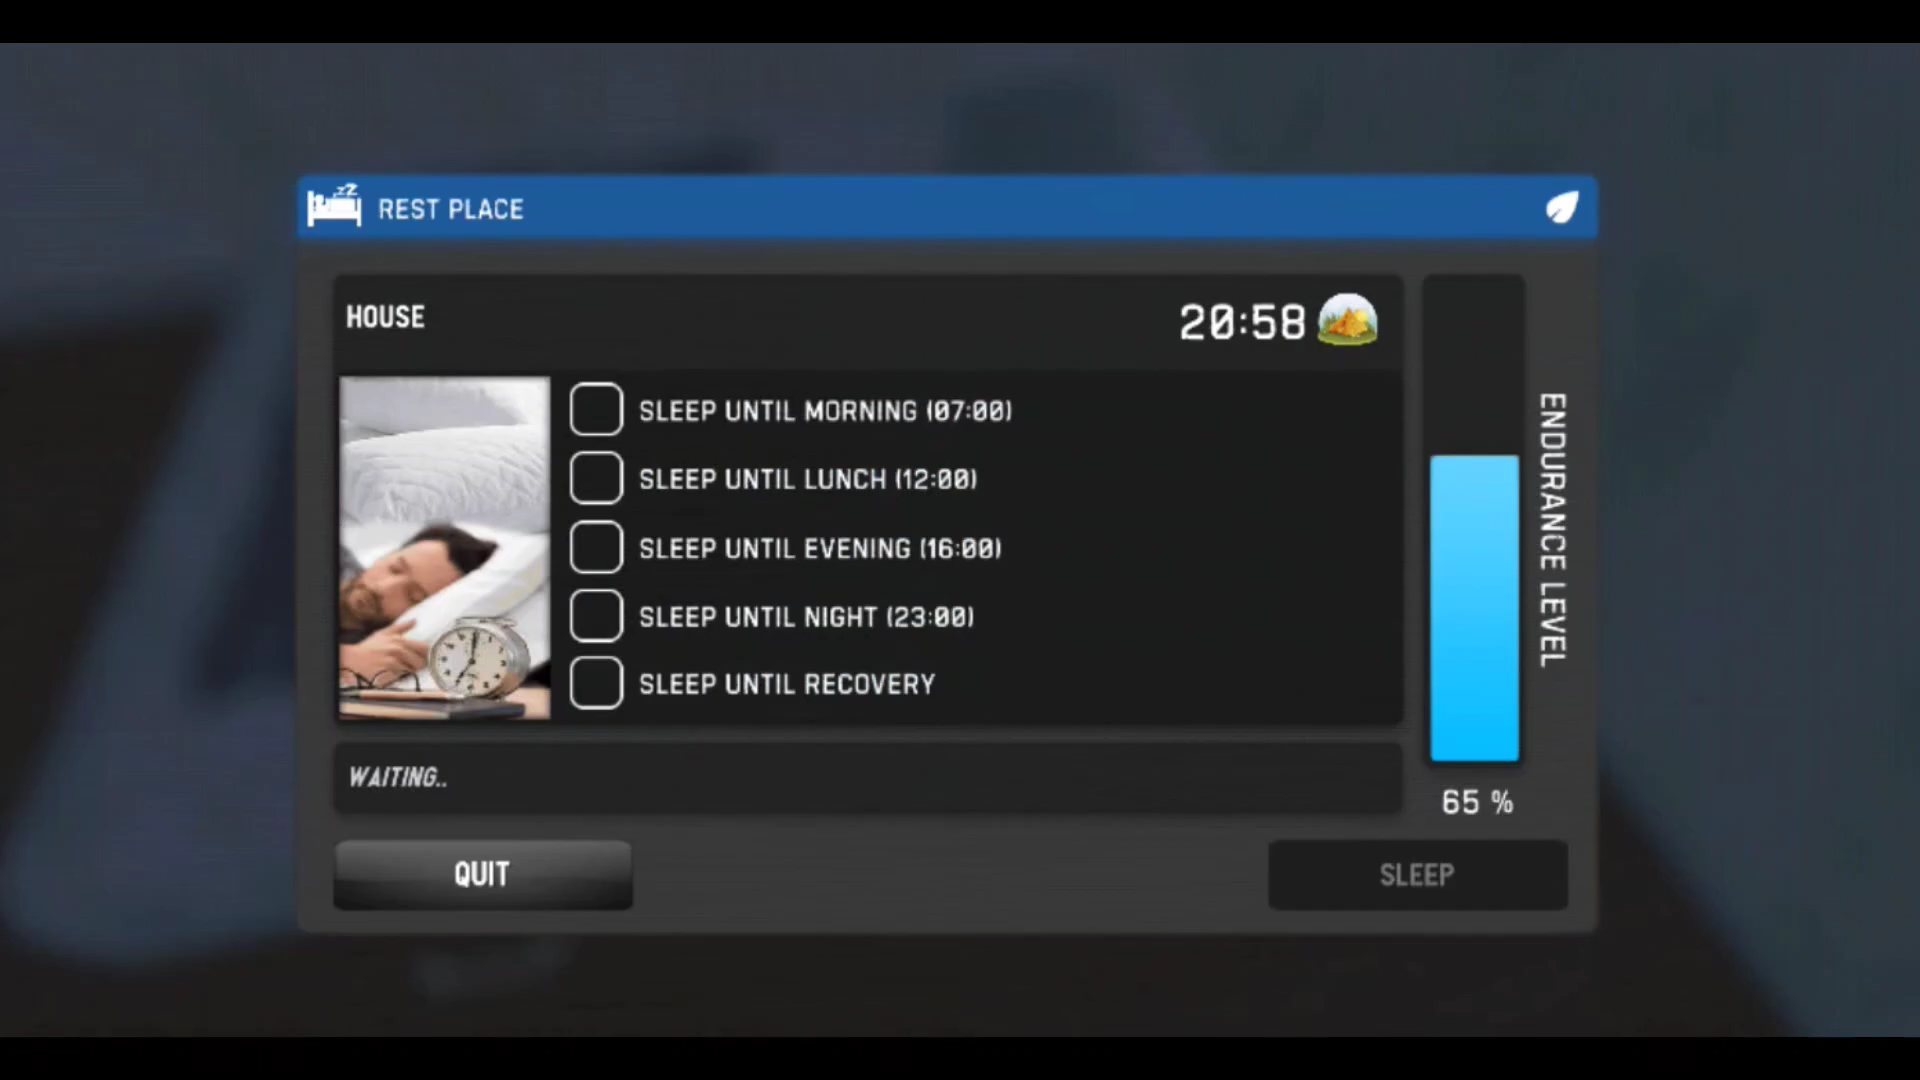 REST PLACE
HOUSE
20:58
SLEEP UNTIL MORNING (07:00)
SLEEP UNTIL LUNCH (12:00)
SLEEP UNTIL EVENING (16:00)
SLEEP UNTIL NIGHT (23:00)
SLEEP UNTIL RECOVERY
WAITING..
ENDURANCE LEVEL
65 %
QUIT
SLEEP